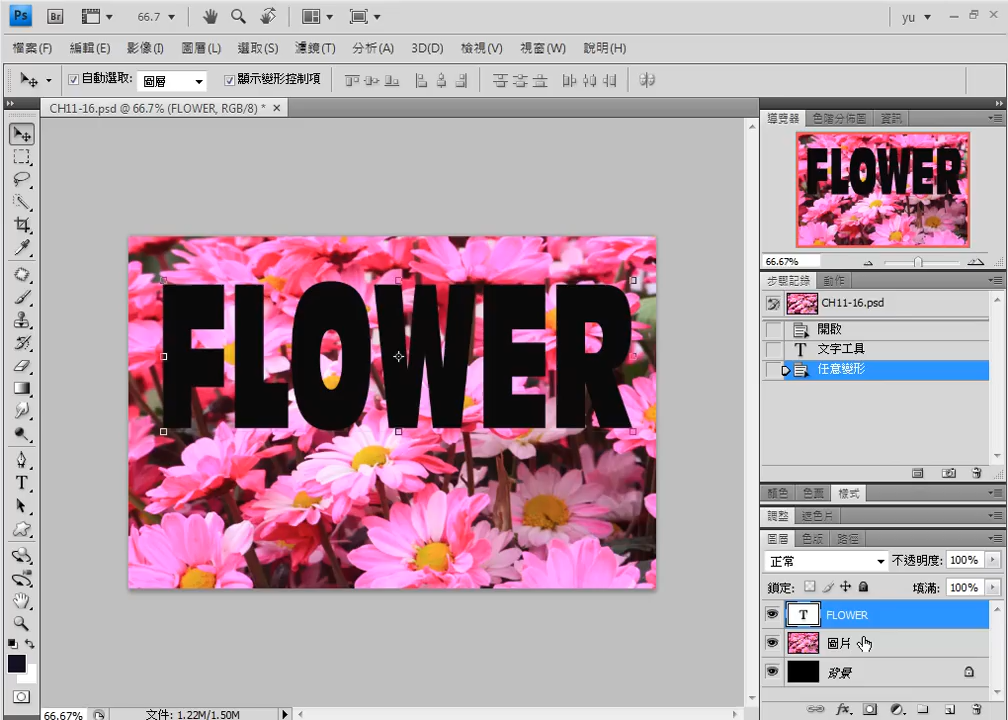 Ps Br 66.7 yu
檔案(F) 編輯(E) 影像(I) 圖層(L) 選取(S) 濾鏡(T) 分析(A) 3D(D) 檢視(V) 視窗(W) 說明(H)
自動選取: 圖層 顯示變形控制項
CH11-16.psd @ 66.7% (FLOWER, RGB/8) *
導覽器 色階分佈圖 資訊
FLOWER
66.67%
步驟記錄 動作
CH11-16.psd
開啟
T 文字工具
任意變形
FLOWER
顏色 色票 樣式
調整 遮色片
圖層 色版 路徑
正常 不透明度: 100%
鎖定: 填滿: 100%
T FLOWER
圖片
背景
66.67% 文件: 1.22M/1.50M